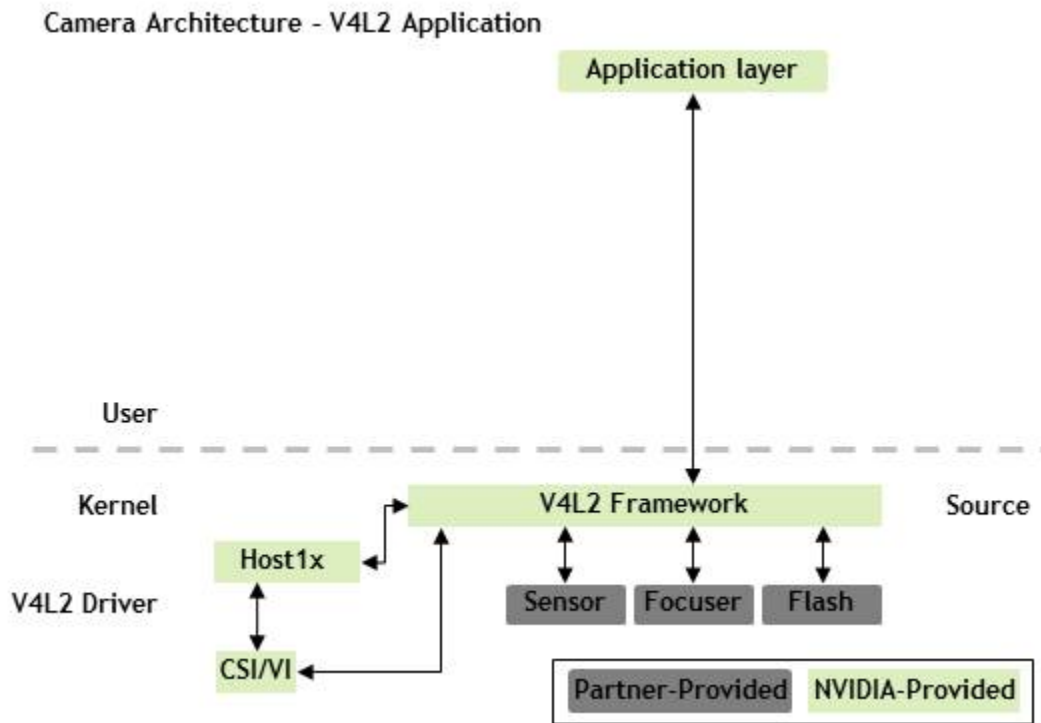 Camera Architecture - V4L2 Application
Application layer
User
Kernel
V4L2 Framework
Source
Host1x
V4L2 Driver
Sensor
Focuser
Flash
CSI/VI
Partner-Provided
NVIDIA-Provided